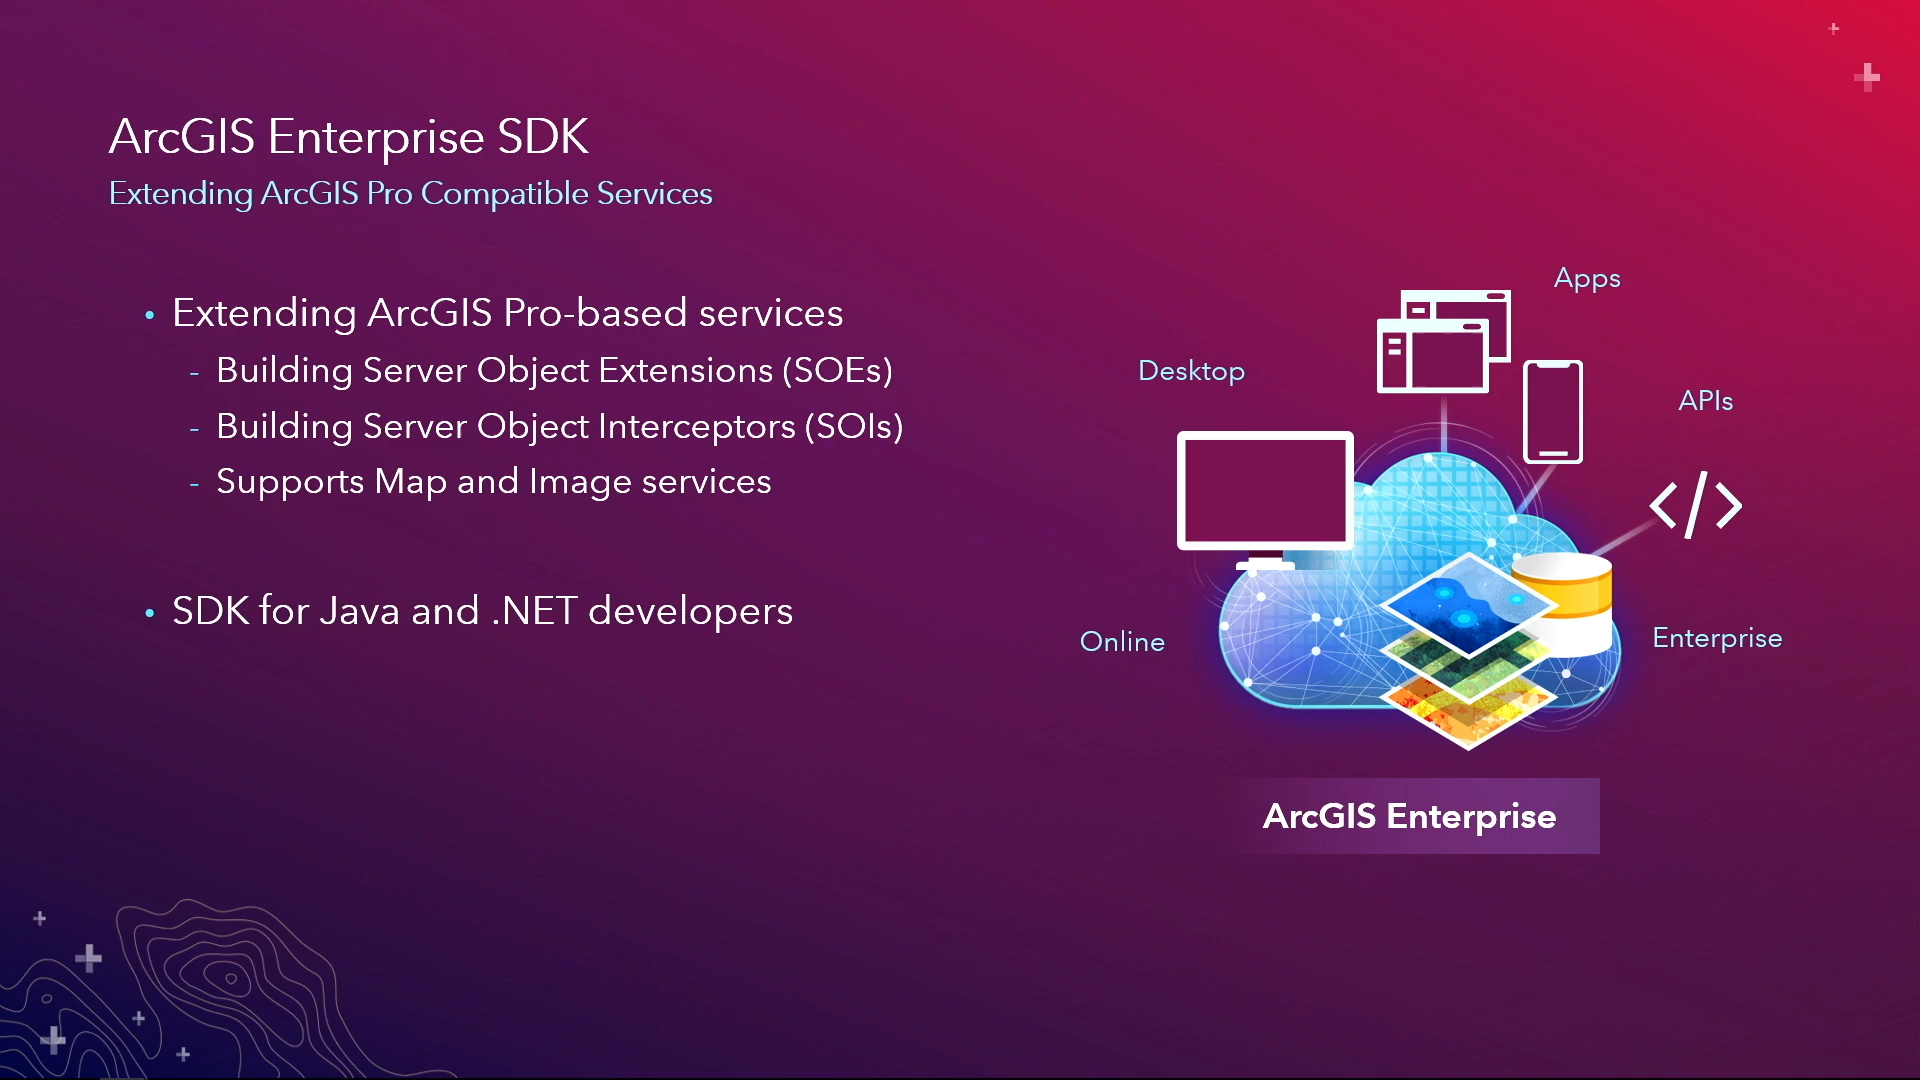 ArcGIS Enterprise SDK
Extending ArcGIS Pro Compatible Services
• Extending ArcGIS Pro-based services
- Building Server Object Extensions (SOEs)
- Building Server Object Interceptors (SOIs)
- Supports Map and Image services
• SDK for Java and .NET developers
Apps
Desktop
APIs
</>
Online
Enterprise
ArcGIS Enterprise